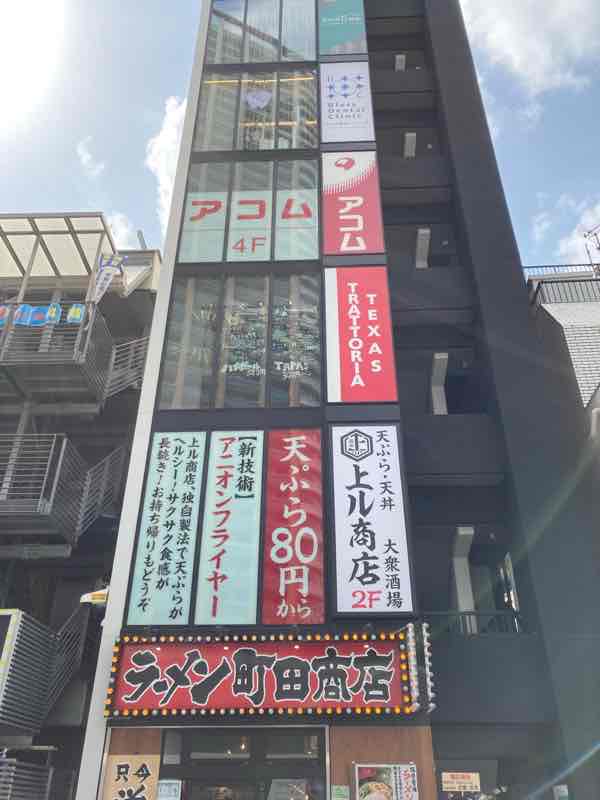 Glory
Dental
Clinic
アコム
4F
アコム
TEXAS
TRATTORIA
TAPAS
天ぷら・天丼
上ル商店
大衆酒場
2F
天ぷら80円から
【新技術】
アニオンフライヤー
上ル商店、独自製法で天ぷらが
ヘルシー!サクサク食感が
長続き!お持ち帰りもどうぞ
ラーメン町田商店
只今